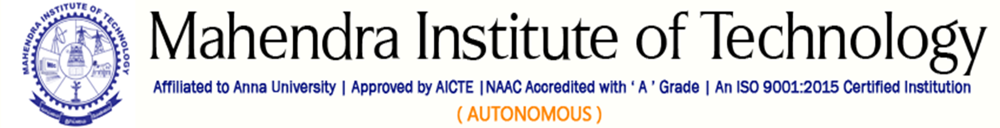 MAHENDRA INSTITUTE OF TECHNOLOGY
Mahendra Institute of Technology
Affiliated to Anna University | Approved by AICTE |NAAC Accredited with ‘ A ’ Grade | An ISO 9001:2015 Certified Institution
( AUTONOMOUS )